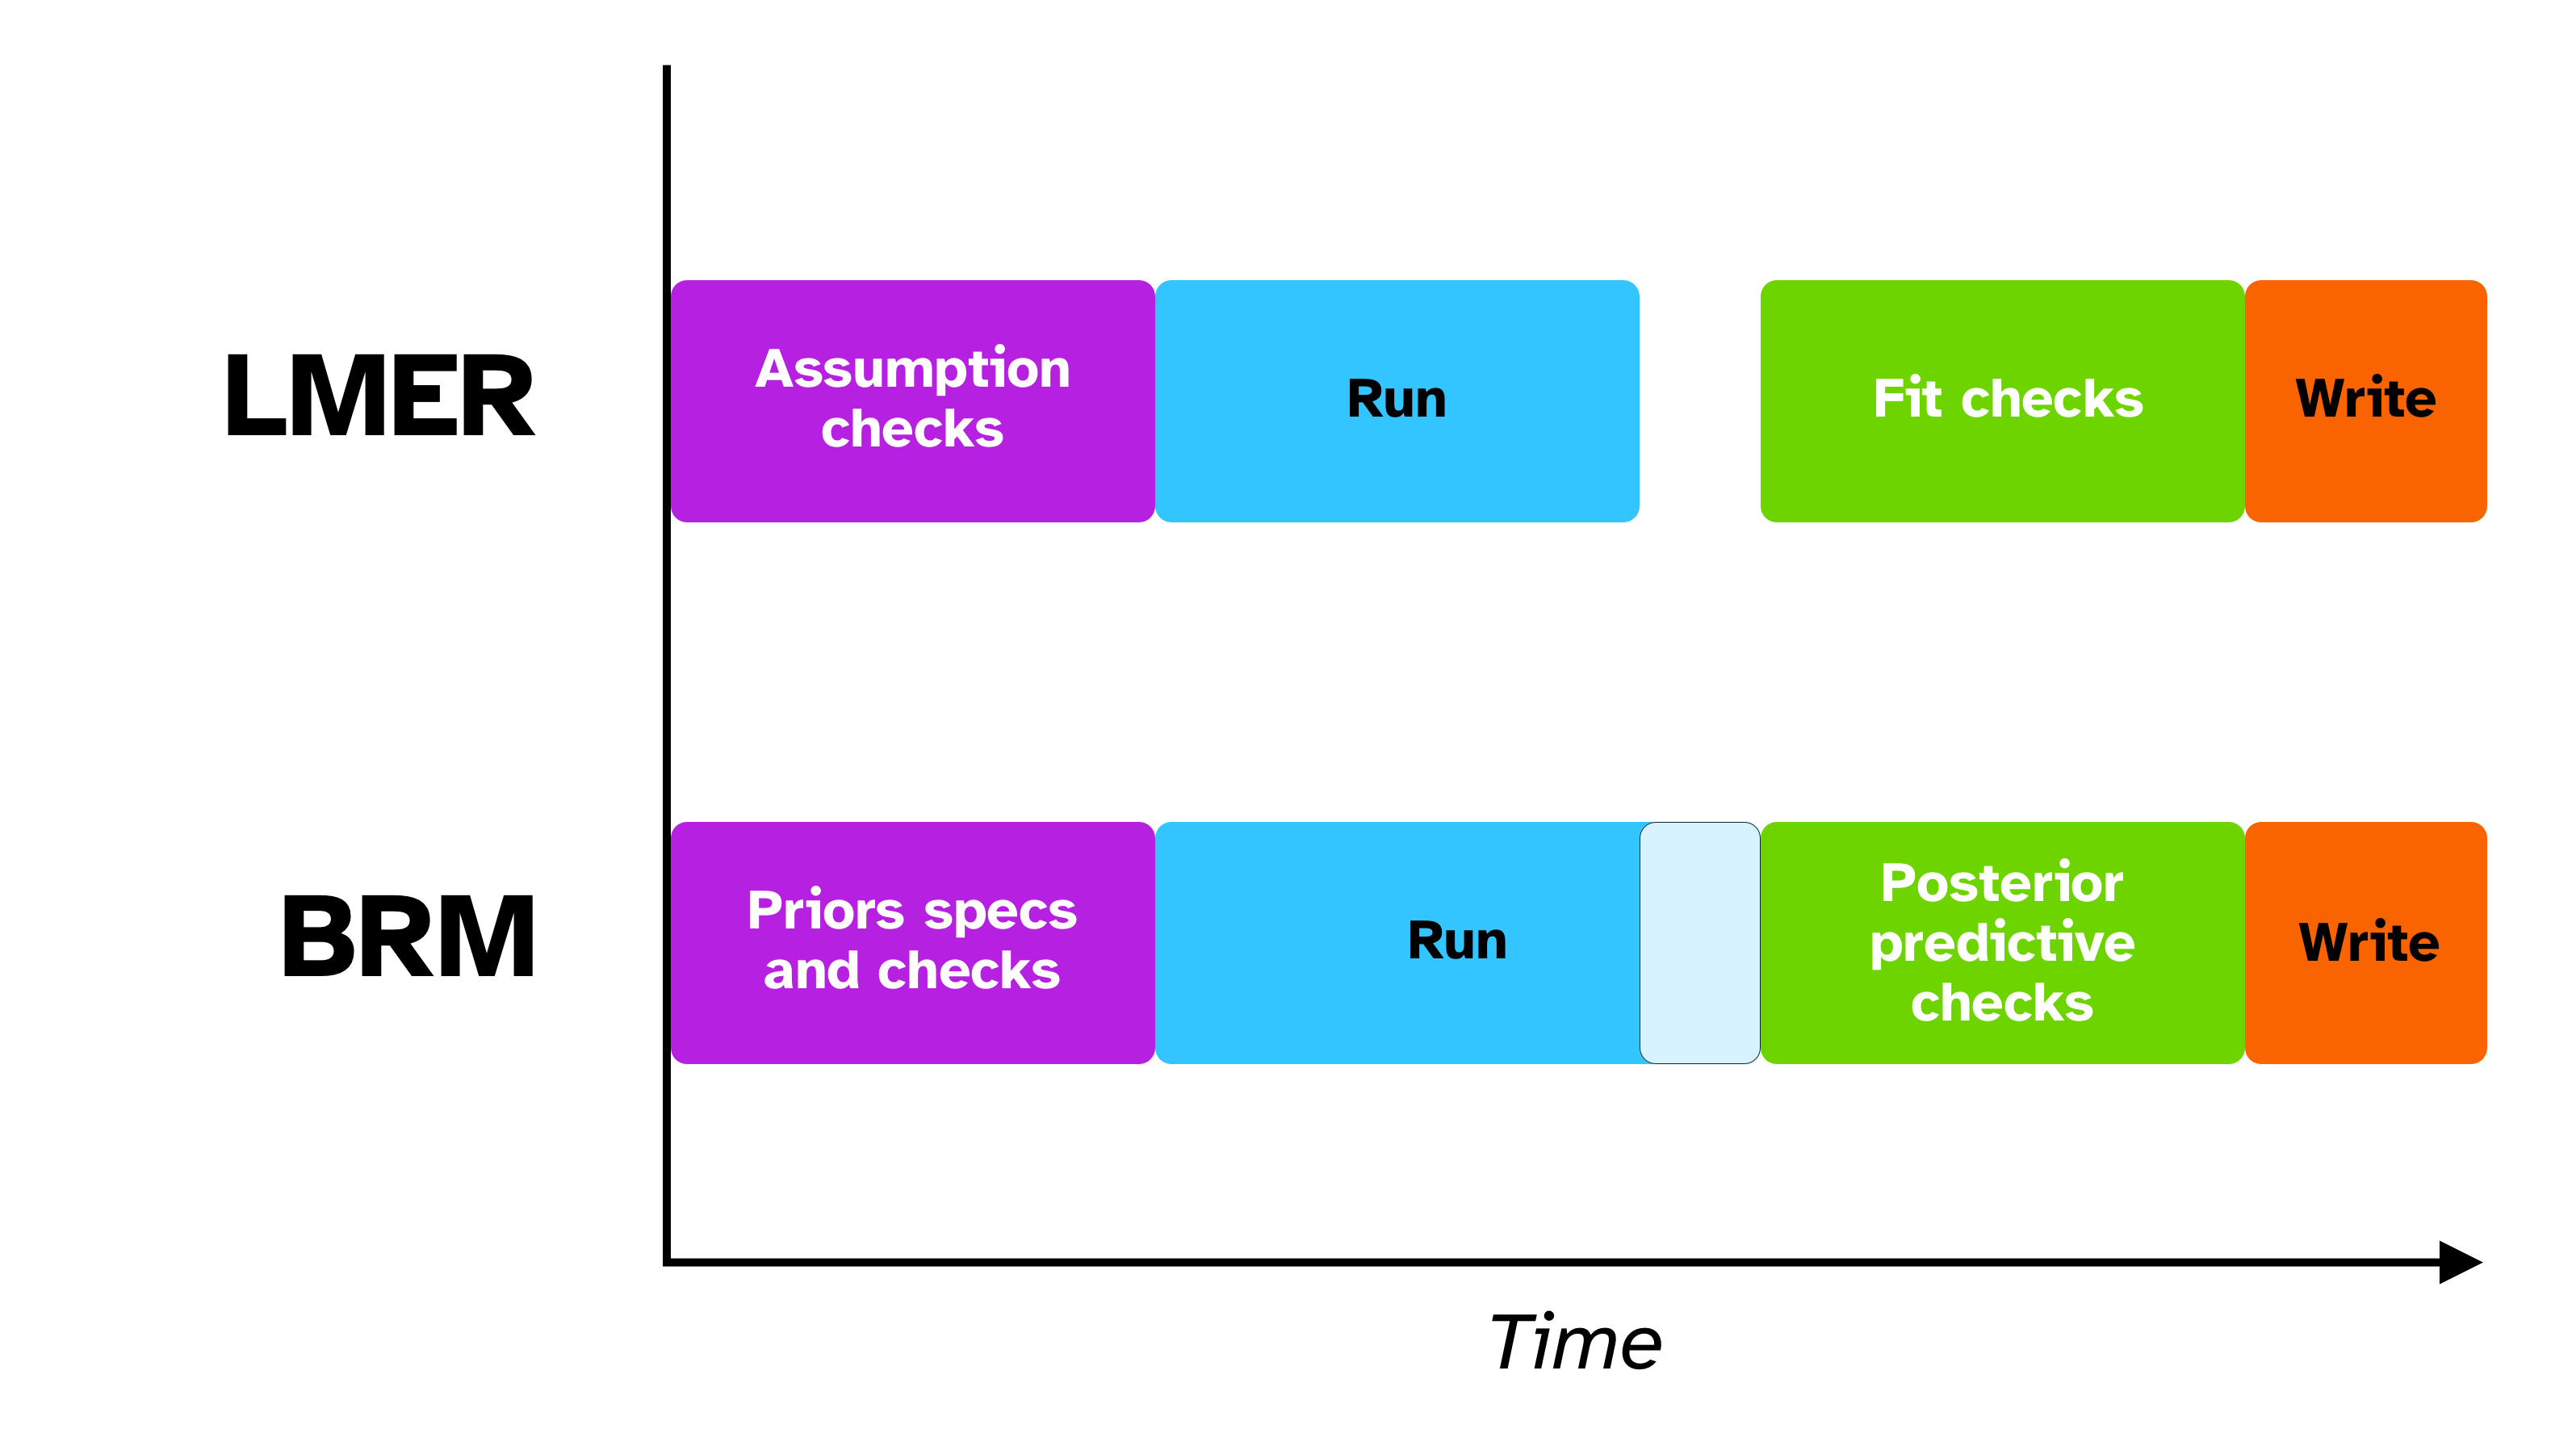 LMER
Assumption
checks
Run
Fit checks
Write
BRM
Priors specs
and checks
Run
Posterior
predictive
checks
Write
Time